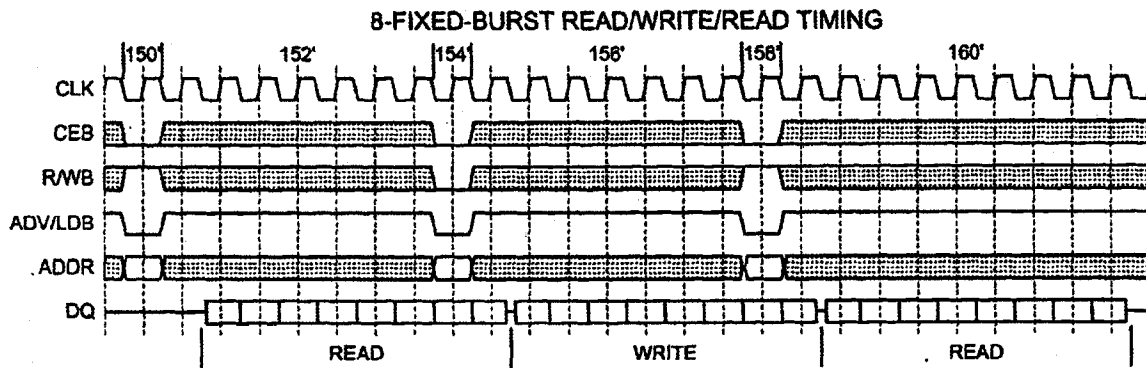 8-FIXED-BURST READ/WRITE/READ TIMING
150' 152' 154' 156' 158' 160'
CLK
CEB
R/WB
ADV/LDB
ADDR
DQ
READ WRITE READ